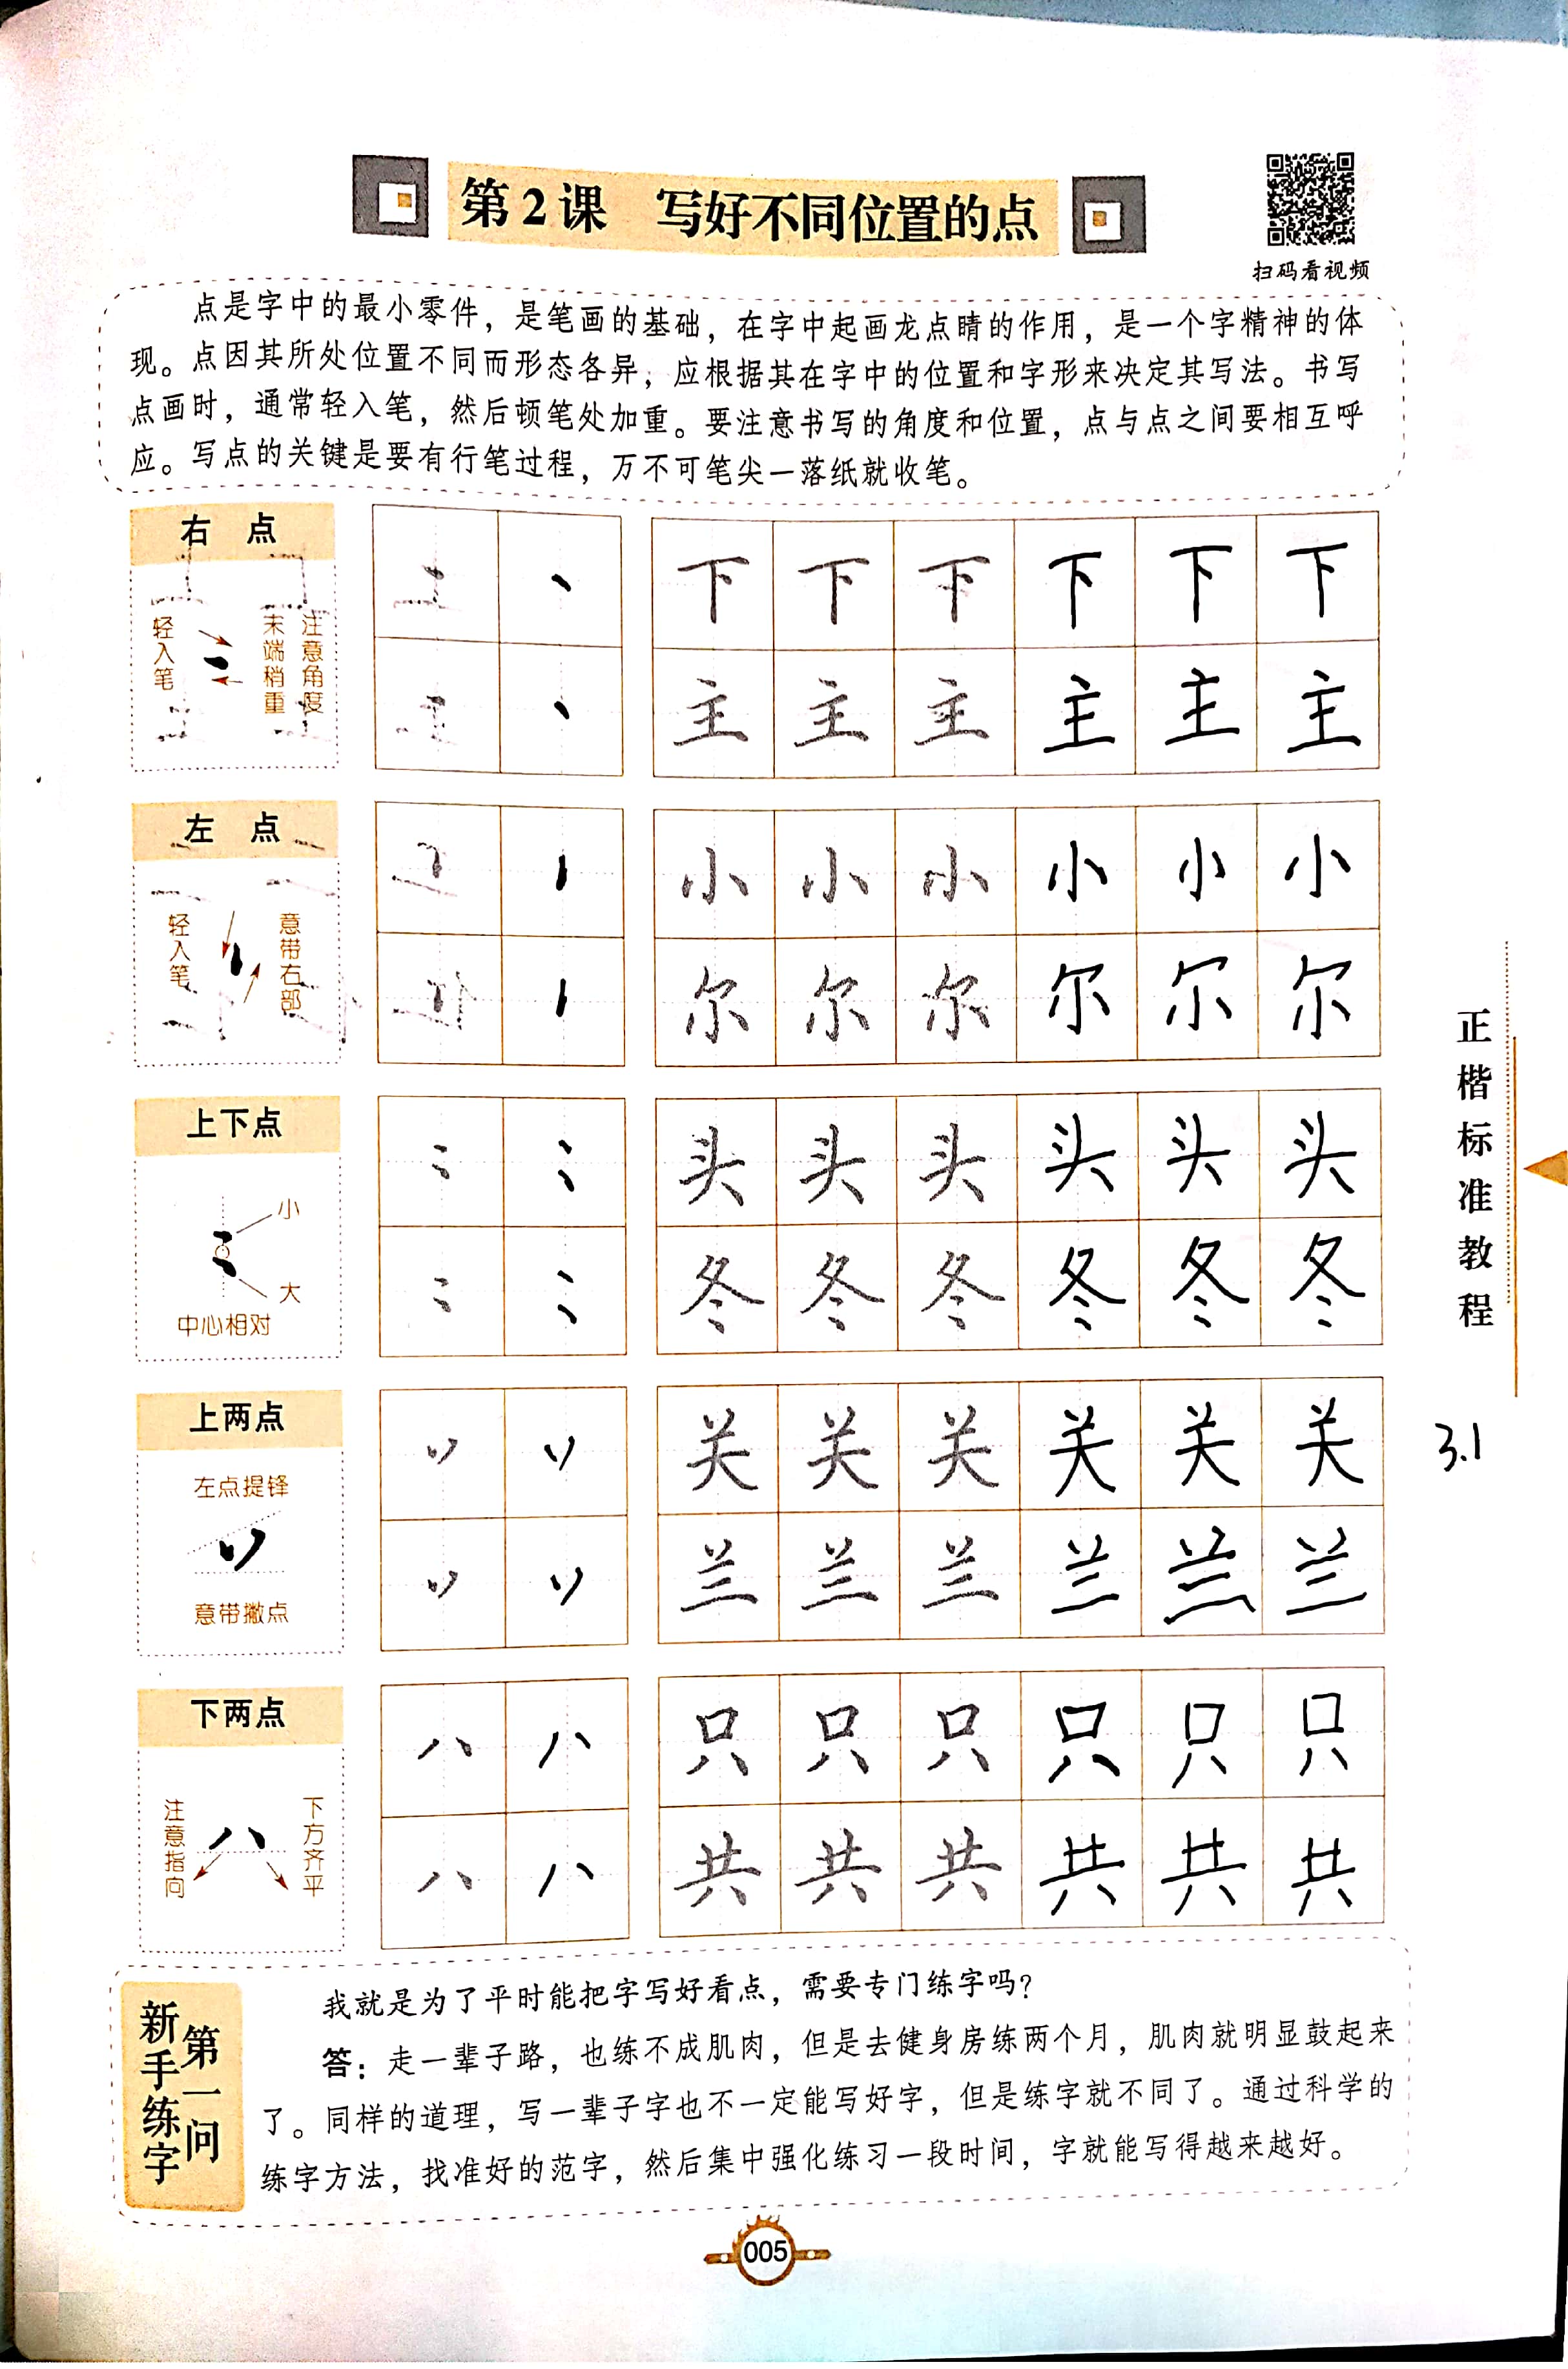 第2课 写好不同位置的点
扫码看视频
点是字中的最小零件，是笔画的基础，在字中起画龙点睛的作用，是一个字精神的体
现。点因其所处位置不同而形态各异，应根据其在字中的位置和字形来决定其写法。书写
点画时，通常轻入笔，然后顿笔处加重。要注意书写的角度和位置，点与点之间要相互呼
应。写点的关键是要有行笔过程，万不可笔尖一落纸就收笔。
右 点
轻入笔
末端稍重
注意角度
下 下 下 下 下 下
主 主 主 主 主 主
左 点
轻入笔
意带右部
小 小 小 小 小 小
尔 尔 尔 尔 尔 尔
上下点
小
大
中心相对
头 头 头 头 头 头
冬 冬 冬 冬 冬 冬
上两点
左点提锋
意带撇点
关 关 关 关 关 关
兰 兰 兰 兰 兰 兰
下两点
注意指向
下方齐平
只 只 只 只 只 只
共 共 共 共 共 共
正楷标准教程
3.1
新手练字
第一问
我就是为了平时能把字写好看点，需要专门练字吗？
答：走一辈子路，也练不成肌肉，但是去健身房练两个月，肌肉就明显鼓起来
了。同样的道理，写一辈子字也不一定能写好字，但是练字就不同了。通过科学的
练字方法，找准好的范字，然后集中强化练习一段时间，字就能写得越来越好。
005